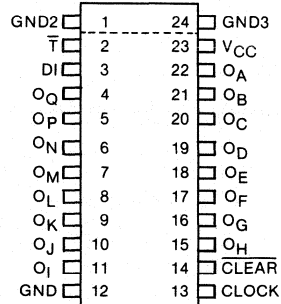 GND2 1 24 GND3
T̅ 2 23 VCC
DI 3 22 OA
OQ 4 21 OB
OP 5 20 OC
ON 6 19 OD
OM 7 18 OE
OL 8 17 OF
OK 9 16 OG
OJ 10 15 OH
OI 11 14 C̅L̅E̅A̅R̅
GND 12 13 CLOCK